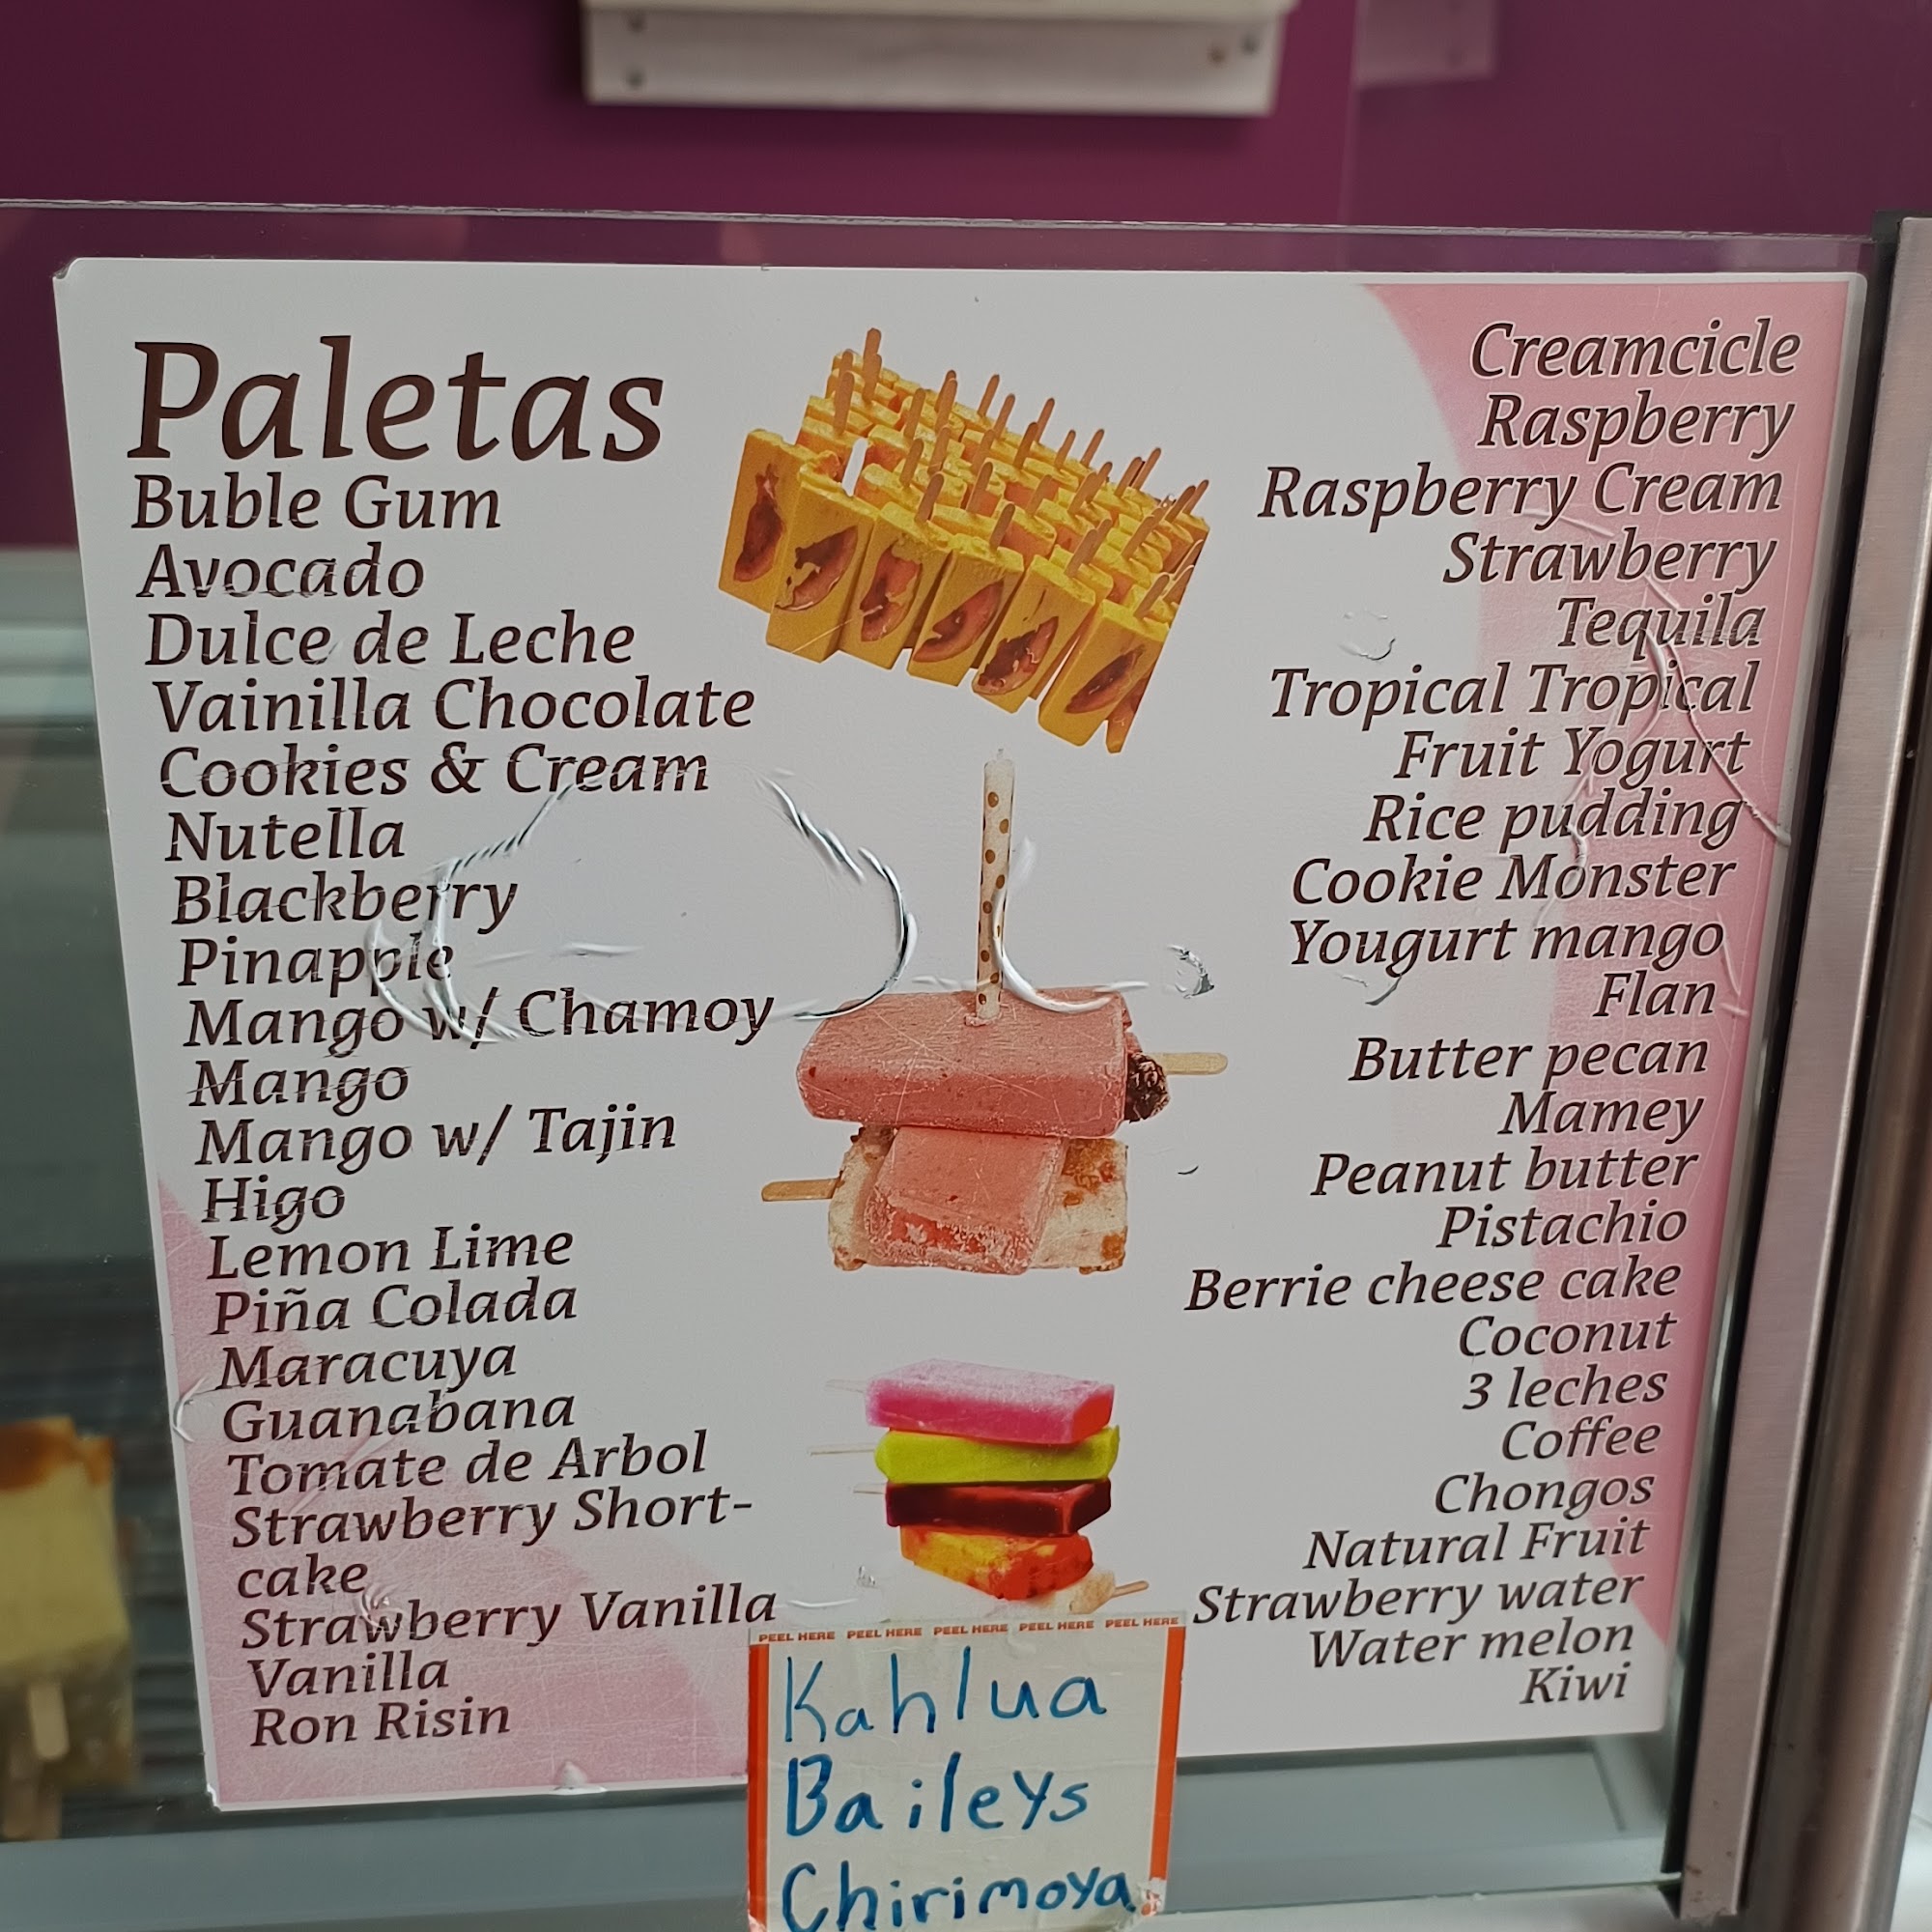 Paletas
Buble Gum
Avocado
Dulce de Leche
Vainilla Chocolate
Cookies & Cream
Nutella
Blackberry
Pinapple
Mango w/ Chamoy
Mango
Mango w/ Tajin
Higo
Lemon Lime
Piña Colada
Maracuya
Guanabana
Tomate de Arbol
Strawberry Short-
cake
Strawberry Vanilla
Vanilla
Ron Risin
Creamcicle
Raspberry
Raspberry Cream
Strawberry
Tequila
Tropical Tropical
Fruit Yogurt
Rice pudding
Cookie Monster
Yougurt mango
Flan
Butter pecan
Mamey
Peanut butter
Pistachio
Berrie cheese cake
Coconut
3 leches
Coffee
Chongos
Natural Fruit
Strawberry water
Water melon
Kiwi
PEEL HERE PEEL HERE PEEL HERE PEEL HERE PEEL HERE
Kahlua
Baileys
Chirimoya